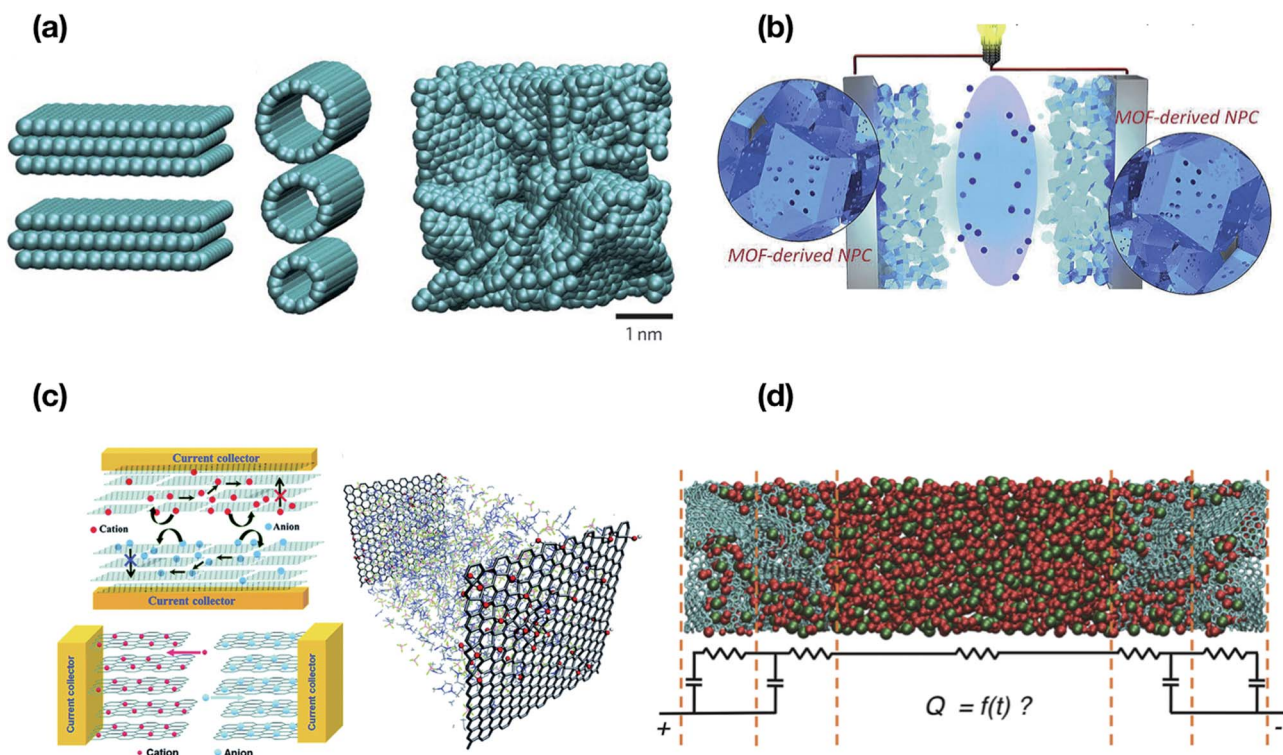 (a)
1 nm
(b)
MOF-derived NPC
MOF-derived NPC
(c)
Current collector
Cation
Anion
Current collector
Current collector
Current collector
Cation
Anion
(d)
Q = f(t) ?
+
-